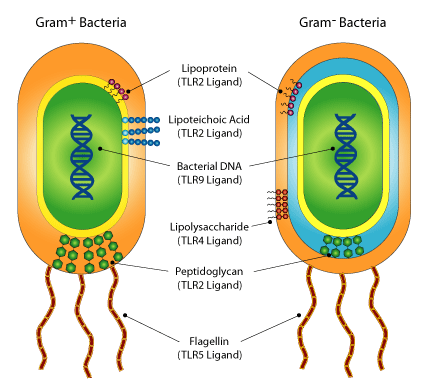 Gram+ Bacteria
Gram- Bacteria
Lipoprotein
(TLR2 Ligand)
Lipoteichoic Acid
(TLR2 Ligand)
Bacterial DNA
(TLR9 Ligand)
Lipolysaccharide
(TLR4 Ligand)
Peptidoglycan
(TLR2 Ligand)
Flagellin
(TLR5 Ligand)